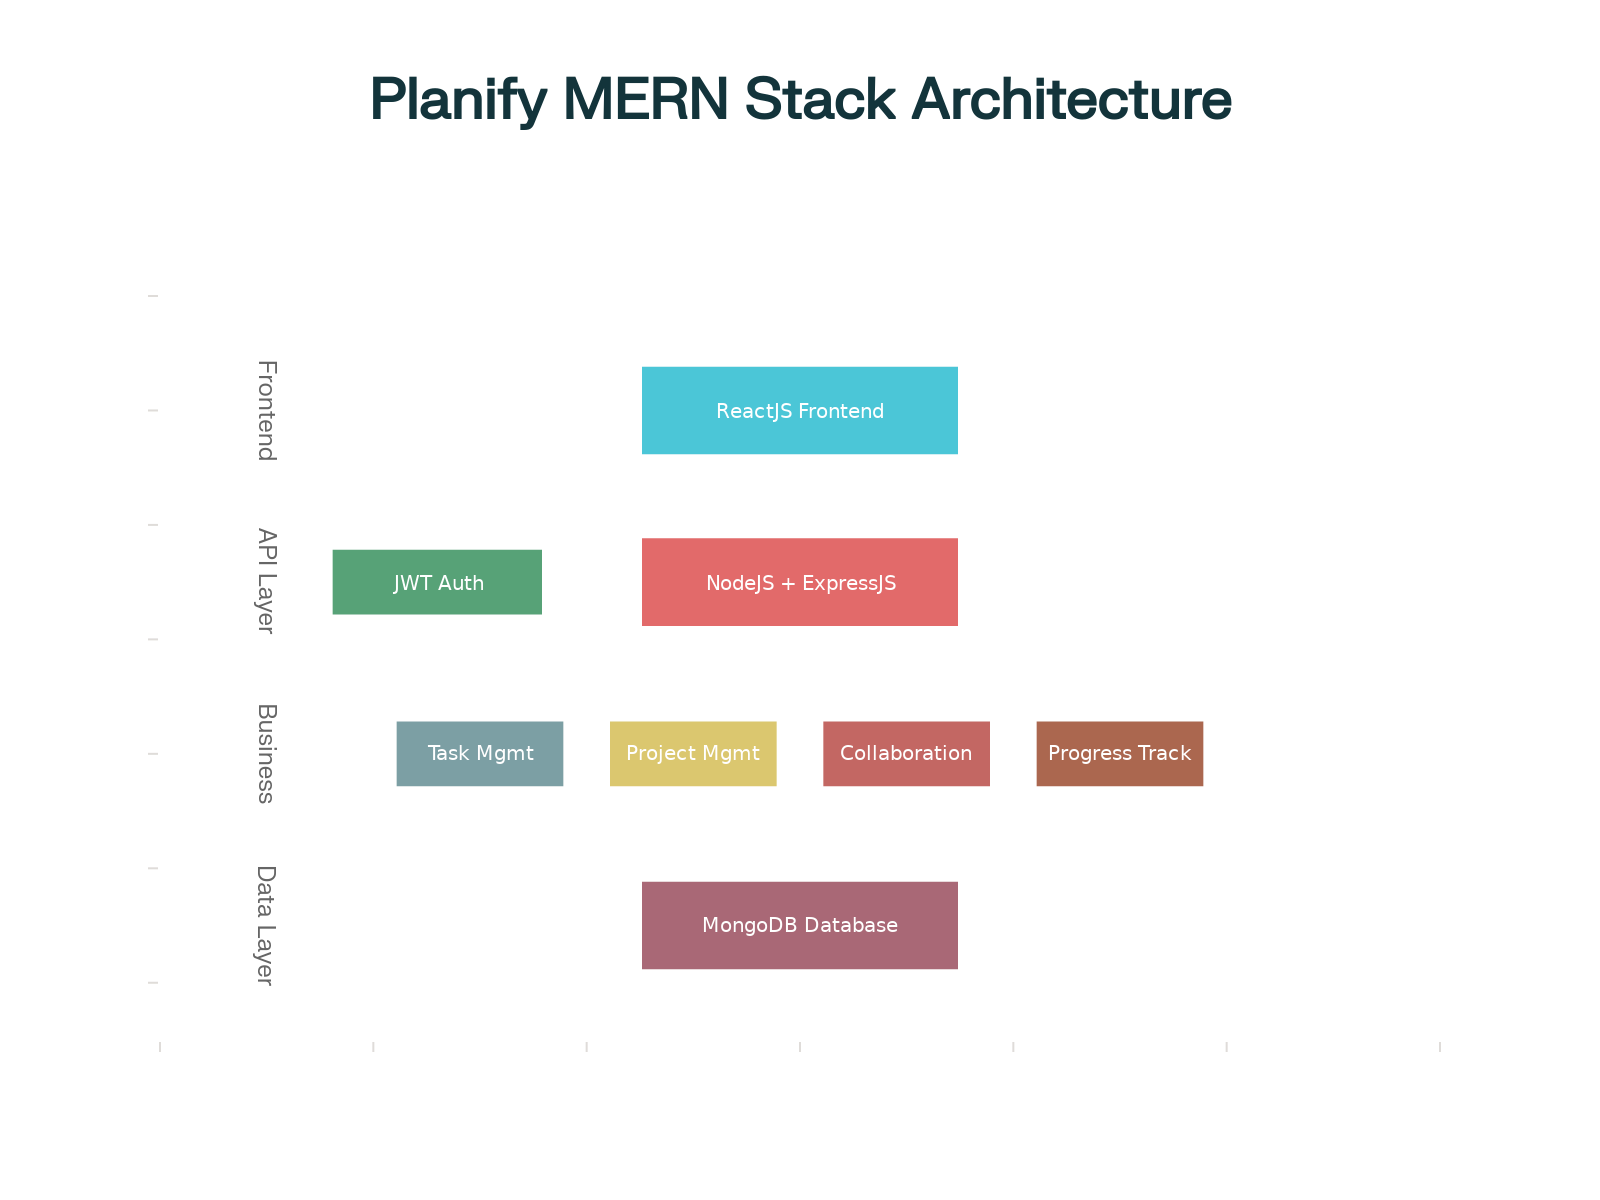 Planify MERN Stack Architecture
Frontend
ReactJS Frontend
API Layer
JWT Auth
NodeJS + ExpressJS
Business
Task Mgmt
Project Mgmt
Collaboration
Progress Track
Data Layer
MongoDB Database